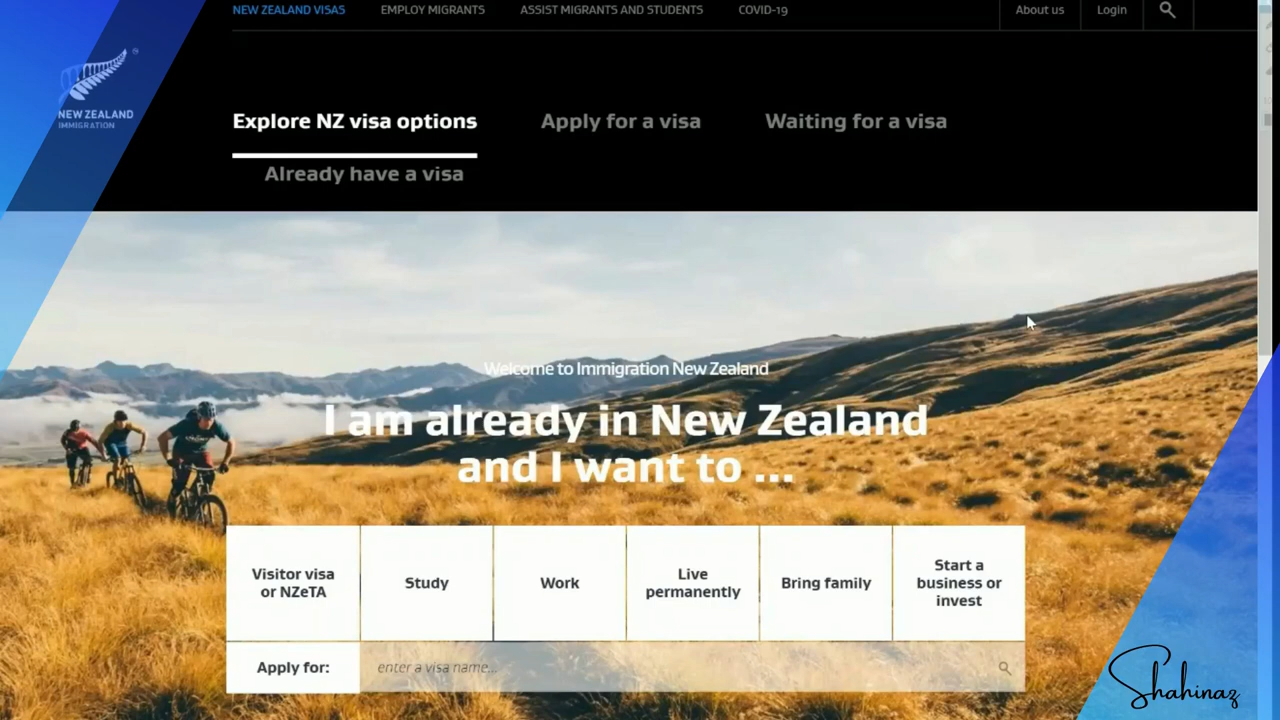 NEW ZEALAND VISAS EMPLOY MIGRANTS ASSIST MIGRANTS AND STUDENTS COVID-19 About us Login
NEW ZEALAND
IMMIGRATION
Explore NZ visa options Apply for a visa Waiting for a visa
Already have a visa
Welcome to Immigration New Zealand
I am already in New Zealand
and I want to ...
Visitor visa
or NZeTA
Study
Work
Live
permanently
Bring family
Start a
business or
invest
Apply for: enter a visa name...
Shahinaz